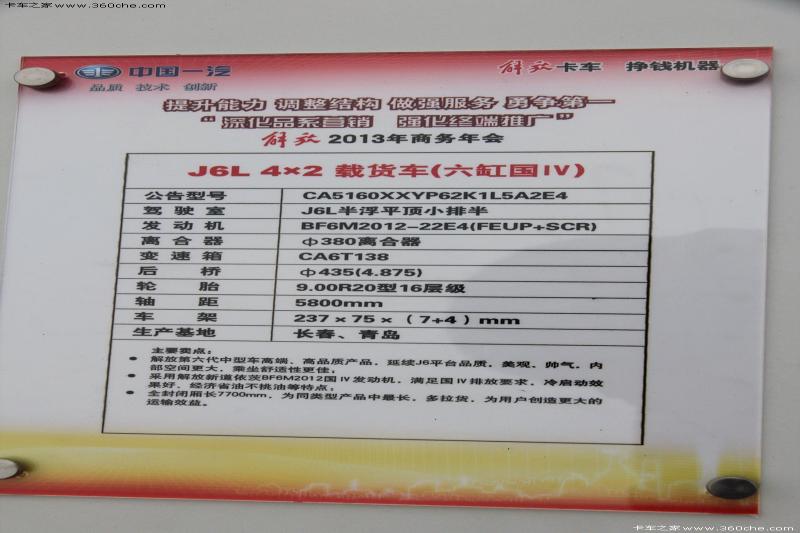 卡车之家 www.360che.com
中国一汽
品质 技术 创新
解放卡车 挣钱机器
提升能力 调整结构 做强服务 勇争第一
“深化品系营销 强化终端推广”
解放 2013年商务年会
J6L 4×2 载货车(六缸国IV)
公告型号 CA5160XXYP62K1L5A2E4
驾驶室 J6L半浮平顶小排半
发动机 BF6M2012-22E4(FEUP+SCR)
离合器 φ380离合器
变速箱 CA6T138
后桥 φ435(4.875)
轮胎 9.00R20型16层级
轴距 5800mm
车架 237×75×(7+4)mm
生产基地 长春、青岛
主要卖点:
• 解放第六代中型车高端、高品质产品，延续J6平台品质，美观、帅气，内
部空间更大，乘坐舒适性更佳;
• 采用解放新道依茨BF6M2012国IV发动机，满足国IV排放要求，冷启动效
果好、经济省油不挑油等特点;
• 全封闭厢长7700mm，为同类型产品中最长，多拉货，为用户创造更大的
运输效益。
卡车之家 www.360che.com